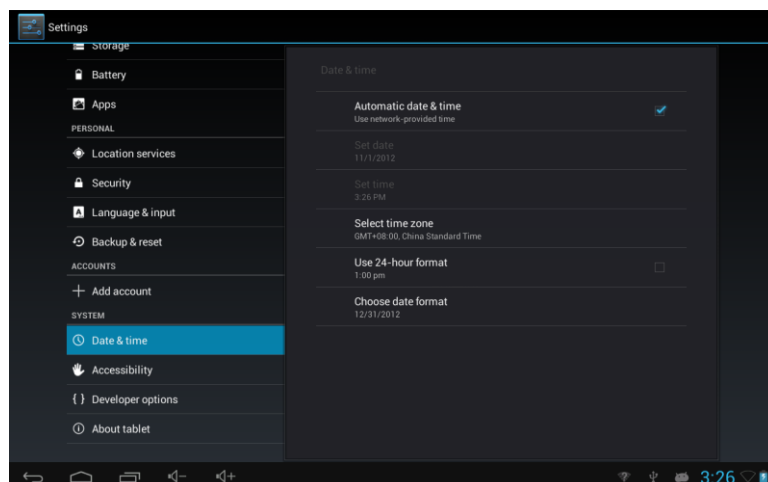 Settings
Storage
Battery
Apps
PERSONAL
Location services
Security
Language & input
Backup & reset
ACCOUNTS
Add account
SYSTEM
Date & time
Accessibility
{ } Developer options
About tablet
Date & time
Automatic date & time
Use network-provided time
Set date
11/1/2012
Set time
3:26 PM
Select time zone
GMT+08:00, China Standard Time
Use 24-hour format
1:00 pm
Choose date format
12/31/2012
3:26